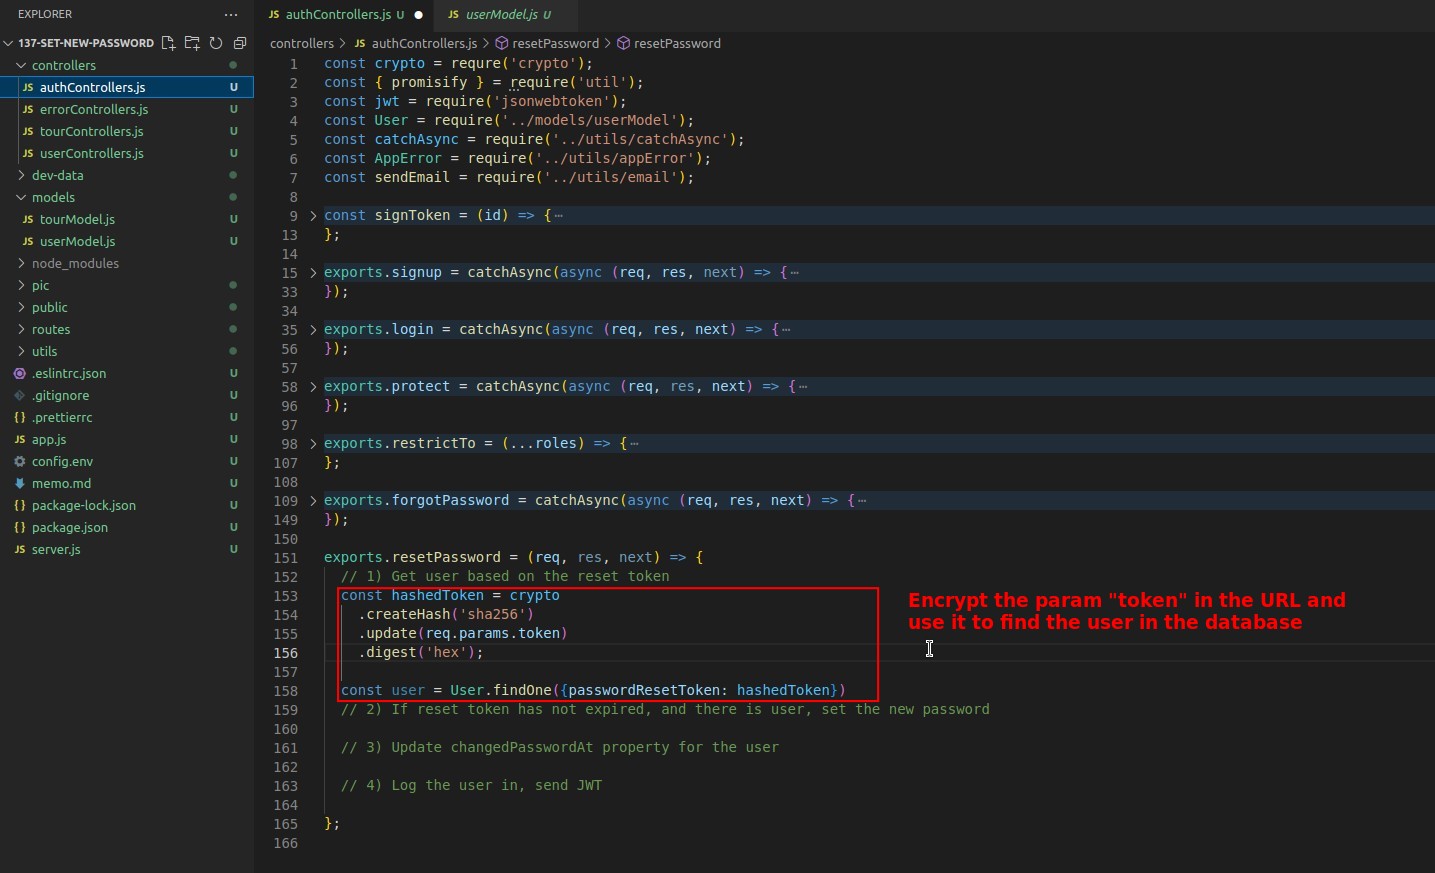 EXPLORER
137-SET-NEW-PASSWORD
controllers
JS authControllers.js U
JS errorControllers.js U
JS tourControllers.js U
JS userControllers.js U
dev-data
models
JS tourModel.js U
JS userModel.js U
node_modules
pic
public
routes
utils
.eslintrc.json U
.gitignore U
{} .prettierrc U
JS app.js U
config.env U
memo.md U
{} package-lock.json U
{} package.json U
JS server.js U
JS authControllers.js U
JS userModel.js U
controllers > JS authControllers.js > resetPassword > resetPassword
1 const crypto = requre('crypto');
2 const { promisify } = require('util');
3 const jwt = require('jsonwebtoken');
4 const User = require('../models/userModel');
5 const catchAsync = require('../utils/catchAsync');
6 const AppError = require('../utils/appError');
7 const sendEmail = require('../utils/email');
8
9 const signToken = (id) => {⋯
13 };
14
15 exports.signup = catchAsync(async (req, res, next) => {⋯
33 });
34
35 exports.login = catchAsync(async (req, res, next) => {⋯
56 });
57
58 exports.protect = catchAsync(async (req, res, next) => {⋯
96 });
97
98 exports.restrictTo = (...roles) => {⋯
107 };
108
109 exports.forgotPassword = catchAsync(async (req, res, next) => {⋯
149 });
150
151 exports.resetPassword = (req, res, next) => {
152 // 1) Get user based on the reset token
153 const hashedToken = crypto
154 .createHash('sha256')
155 .update(req.params.token)
156 .digest('hex');
157
158 const user = User.findOne({passwordResetToken: hashedToken})
159 // 2) If reset token has not expired, and there is user, set the new password
160
161 // 3) Update changedPasswordAt property for the user
162
163 // 4) Log the user in, send JWT
164
165 };
166
Encrypt the param "token" in the URL and
use it to find the user in the database